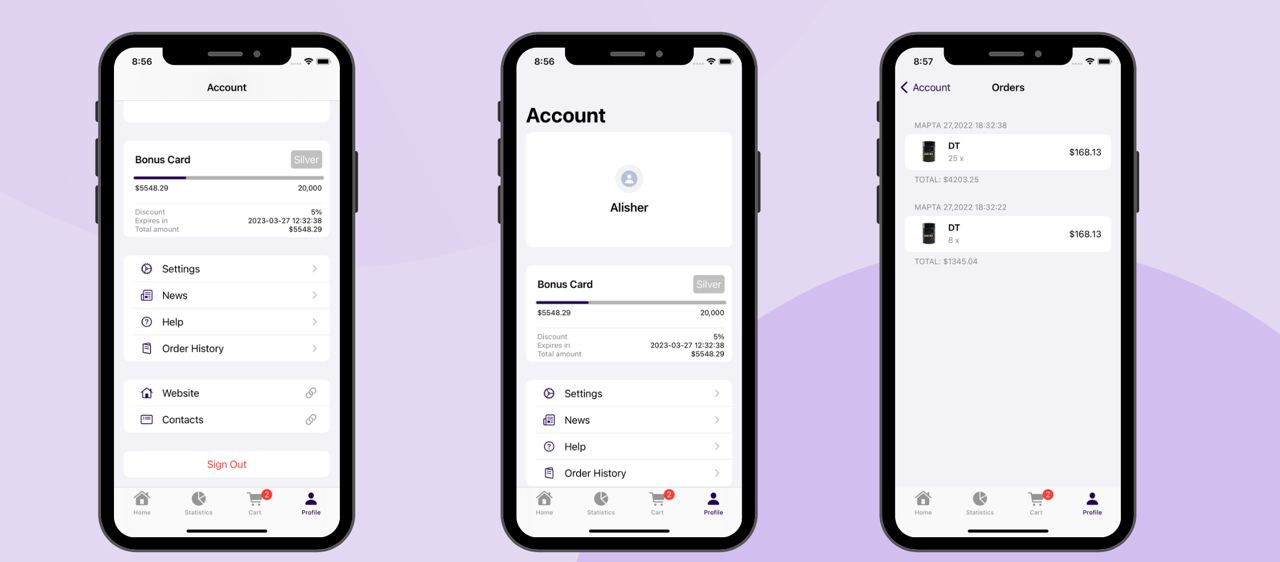 8:56
Account
Bonus Card
Silver
$5548.29 20,000
Discount 5%
Expires in 2023-03-27 12:32:38
Total amount $5548.29
Settings
News
Help
Order History
Website
Contacts
Sign Out
2
Home Statistics Cart Profile
8:56
Account
Alisher
Bonus Card
Silver
$5548.29 20,000
Discount 5%
Expires in 2023-03-27 12:32:38
Total amount $5548.29
Settings
News
Help
Order History
2
Home Statistics Cart Profile
8:57
Account Orders
МАРТА 27,2022 18:32:38
DT
25 x
$168.13
TOTAL: $4203.25
МАРТА 27,2022 18:32:22
DT
8 x
$168.13
TOTAL: $1345.04
2
Home Statistics Cart Profile